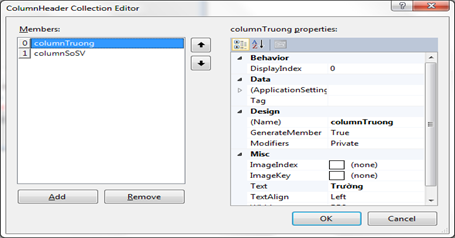 ColumnHeader Collection Editor
Members:
0 columnTruong
1 columnSoSV
Add
Remove
columnTruong properties:
Behavior
DisplayIndex 0
Data
(ApplicationSetting
Tag
Design
(Name) columnTruong
GenerateMember True
Modifiers Private
Misc
ImageIndex (none)
ImageKey (none)
Text Trường
TextAlign Left
OK
Cancel